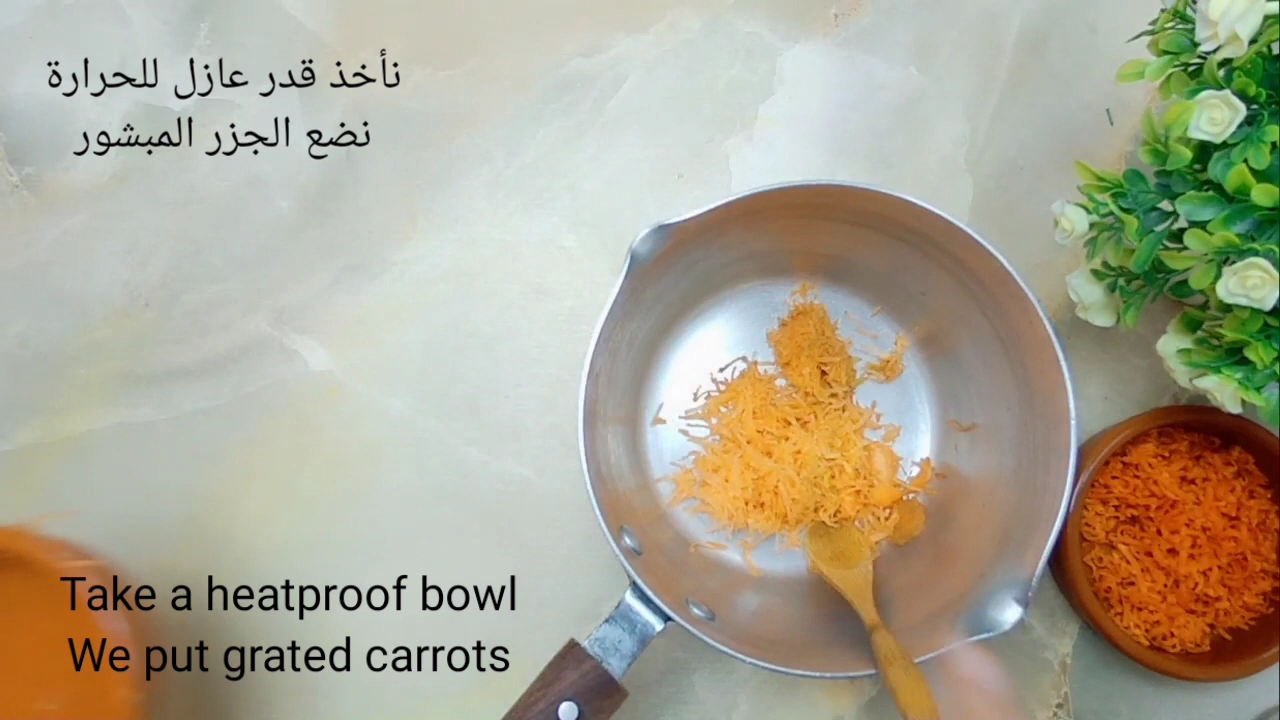 نأخذ قدر عازل للحرارة
نضع الجزر المبشور
Take a heatproof bowl
We put grated carrots